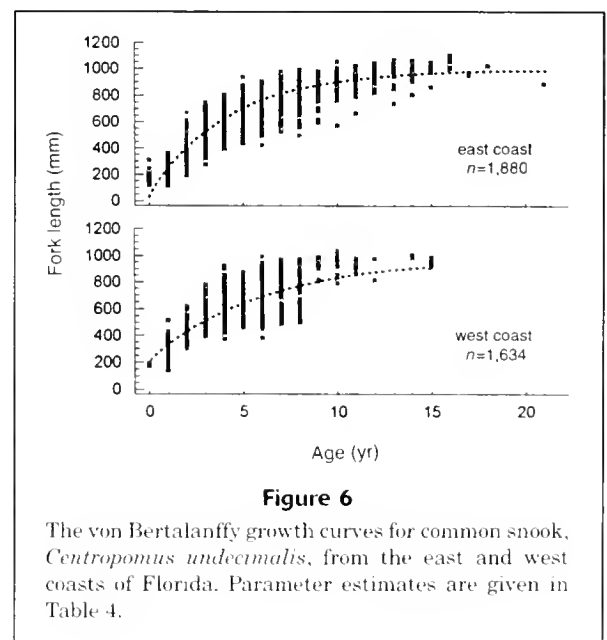 1200
1000
800
600
400
200
0
east coast
n=1,880
Fork length (mm)
1200
1000
800
600
400
200
0
west coast
n=1,634
0 5 10 15 20
Age (yr)
Figure 6
The von Bertalanffy growth curves for common snook,
Centropomus undecimalis, from the east and west
coasts of Florida. Parameter estimates are given in
Table 4.